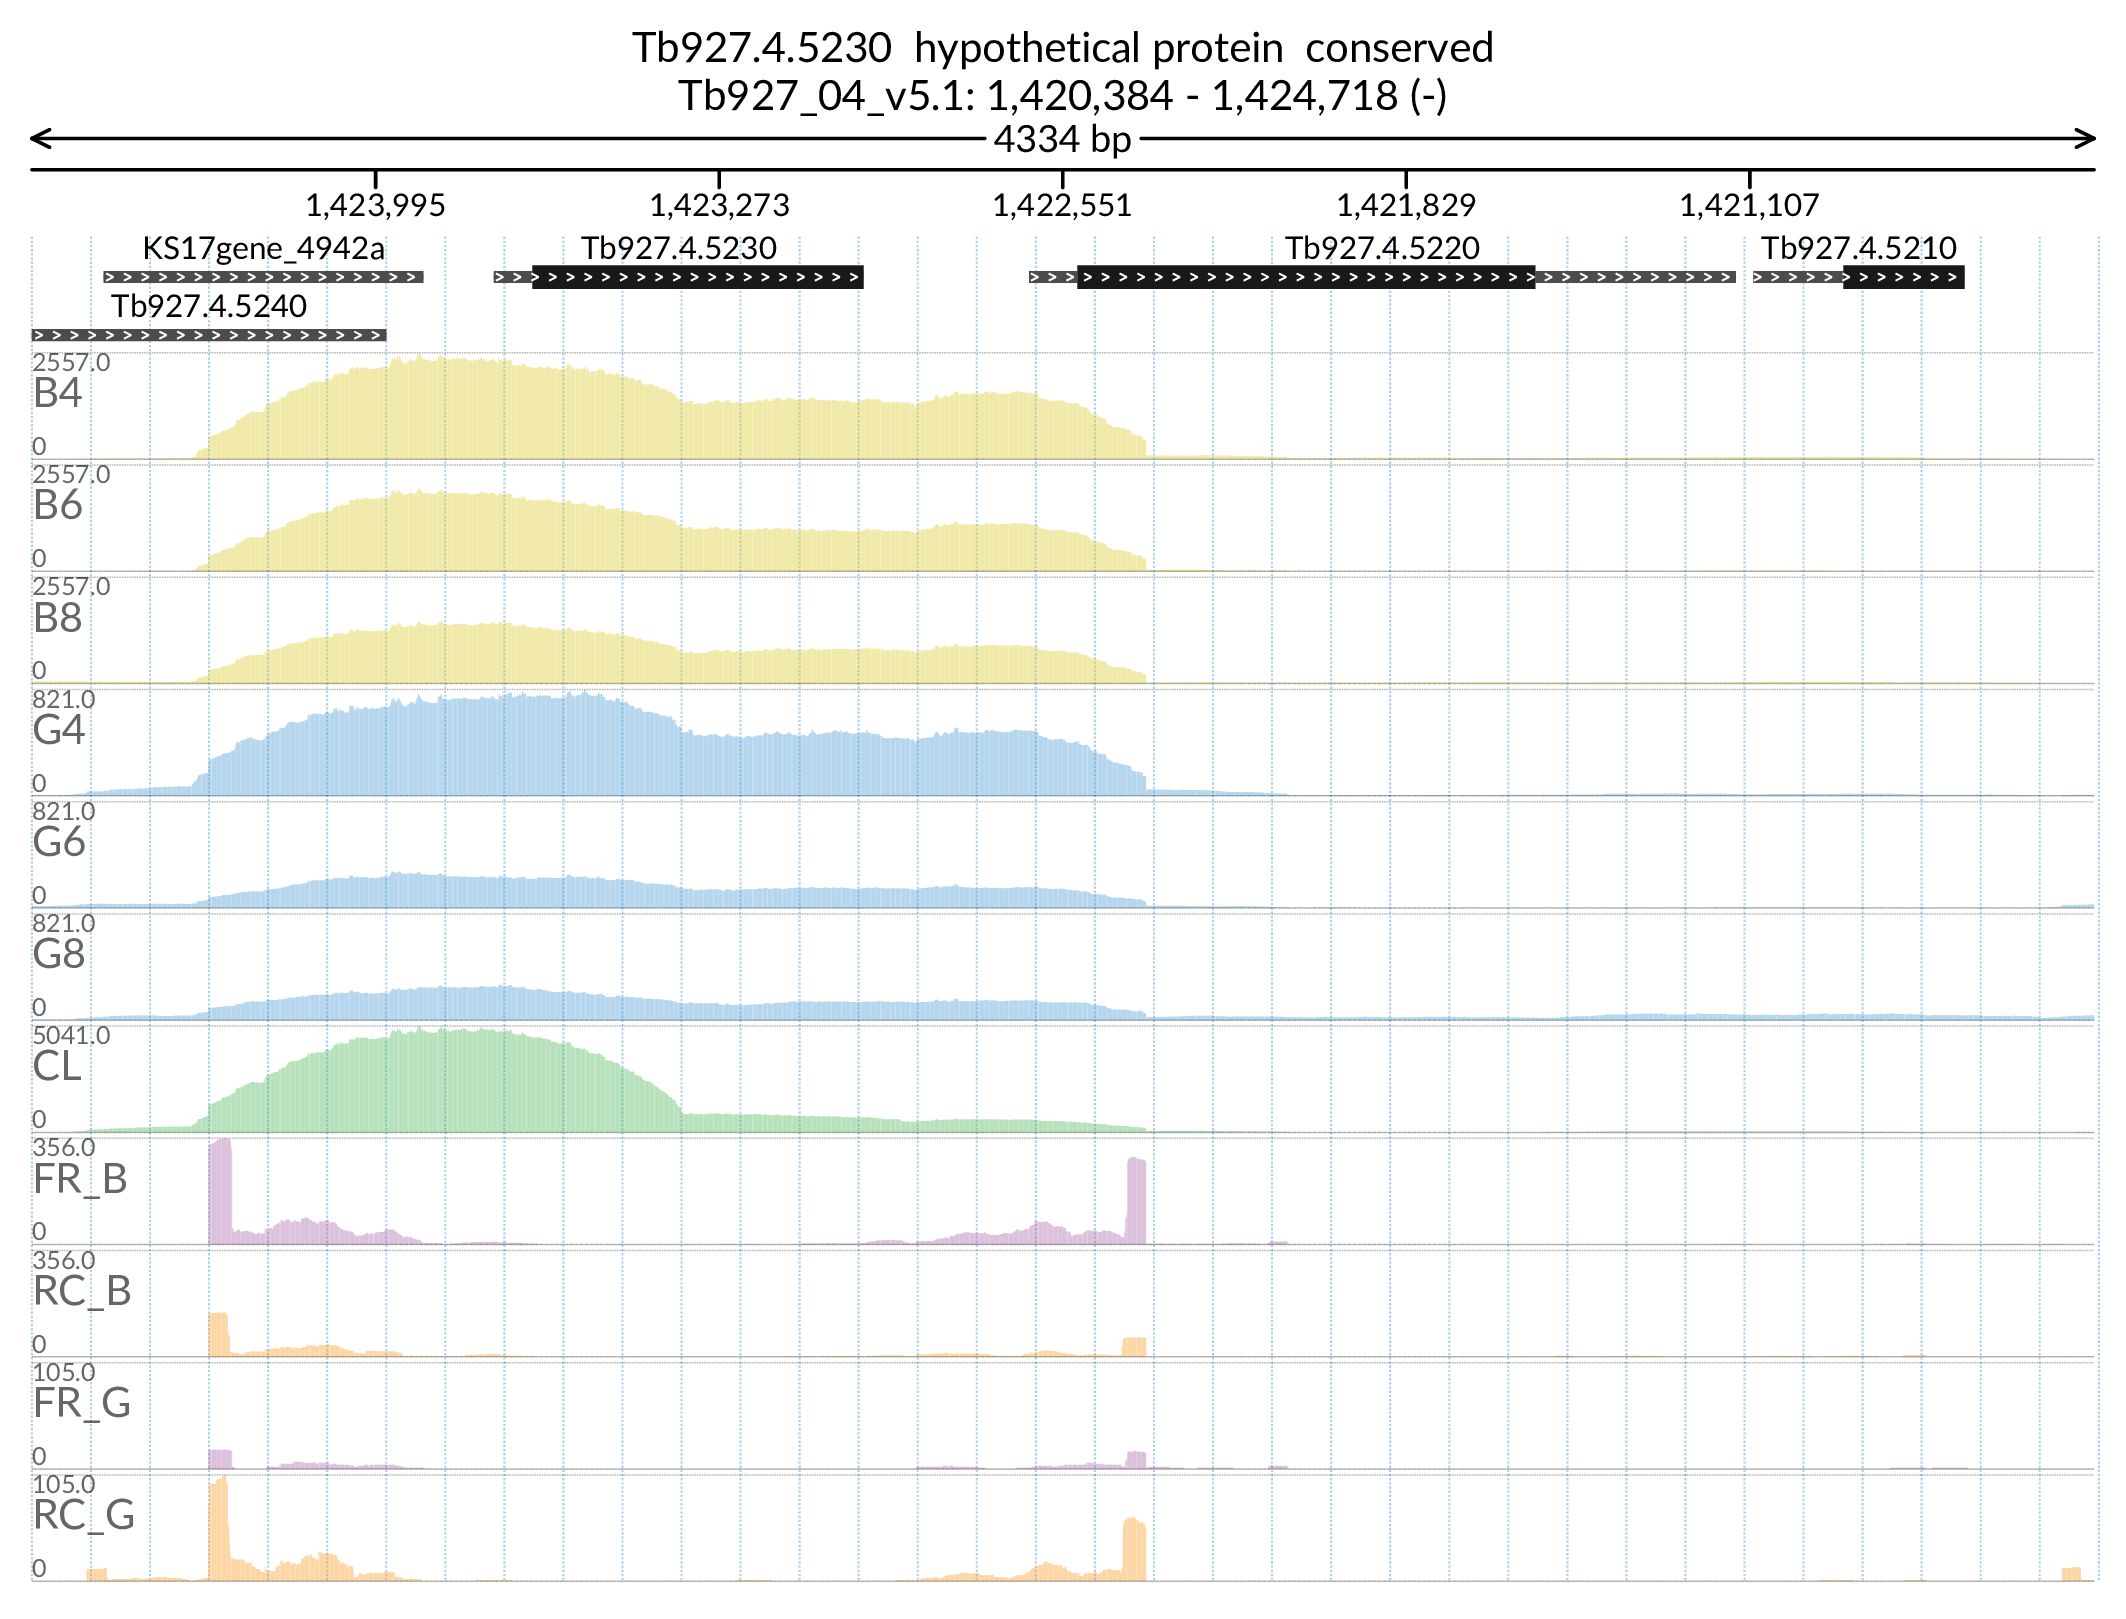 Tb927.4.5230  hypothetical protein  conserved
Tb927_04_v5.1: 1,420,384 - 1,424,718 (-)
4334 bp
1,423,995 1,423,273 1,422,551 1,421,829 1,421,107
KS17gene_4942a Tb927.4.5230 Tb927.4.5220 Tb927.4.5210
Tb927.4.5240
2557.0
B4
0
2557.0
B6
0
2557.0
B8
0
821.0
G4
0
821.0
G6
0
821.0
G8
0
5041.0
CL
0
356.0
FR_B
0
356.0
RC_B
0
105.0
FR_G
0
105.0
RC_G
0